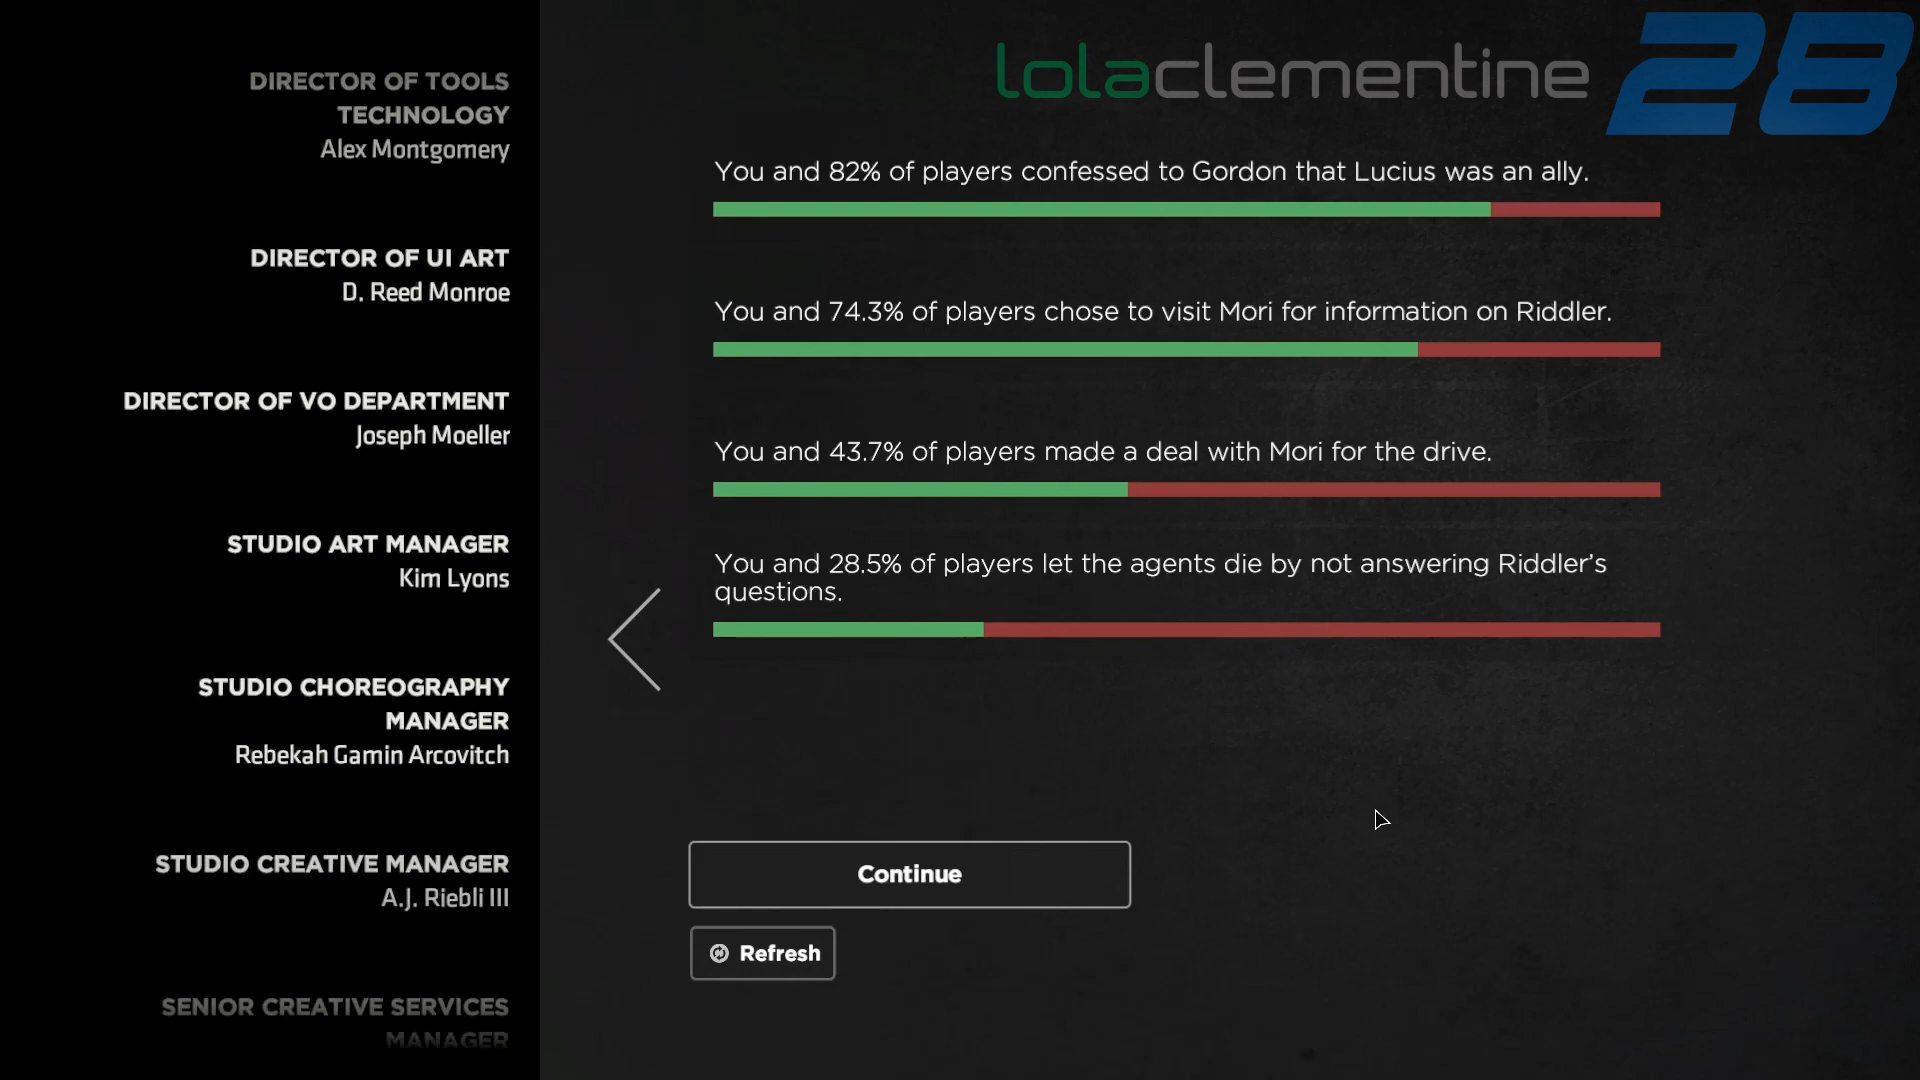 DIRECTOR OF TOOLS
TECHNOLOGY
Alex Montgomery
DIRECTOR OF UI ART
D. Reed Monroe
DIRECTOR OF VO DEPARTMENT
Joseph Moeller
STUDIO ART MANAGER
Kim Lyons
STUDIO CHOREOGRAPHY
MANAGER
Rebekah Gamin Arcovitch
STUDIO CREATIVE MANAGER
A.J. Riebli III
SENIOR CREATIVE SERVICES
MANAGER
lolaclementine 28
You and 82% of players confessed to Gordon that Lucius was an ally.
You and 74.3% of players chose to visit Mori for information on Riddler.
You and 43.7% of players made a deal with Mori for the drive.
You and 28.5% of players let the agents die by not answering Riddler’s
questions.
Continue
Refresh